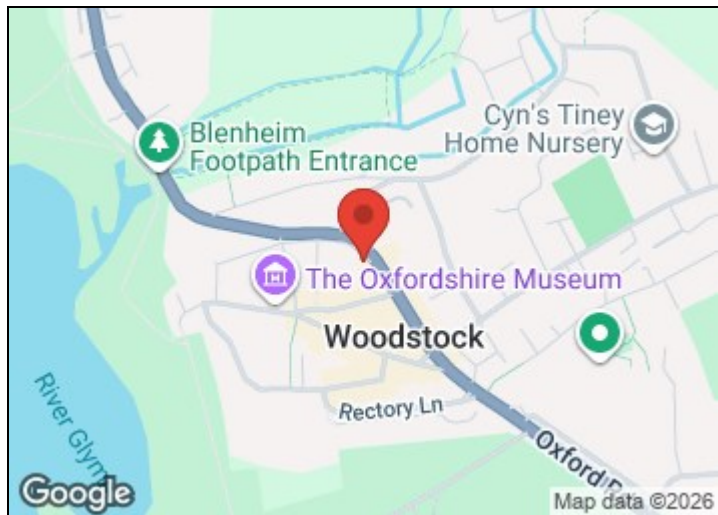 Blenheim
Footpath Entrance
Cyn's Tiney
Home Nursery
The Oxfordshire Museum
Woodstock
Rectory Ln
River Glym
Oxford
Google
Map data ©2026